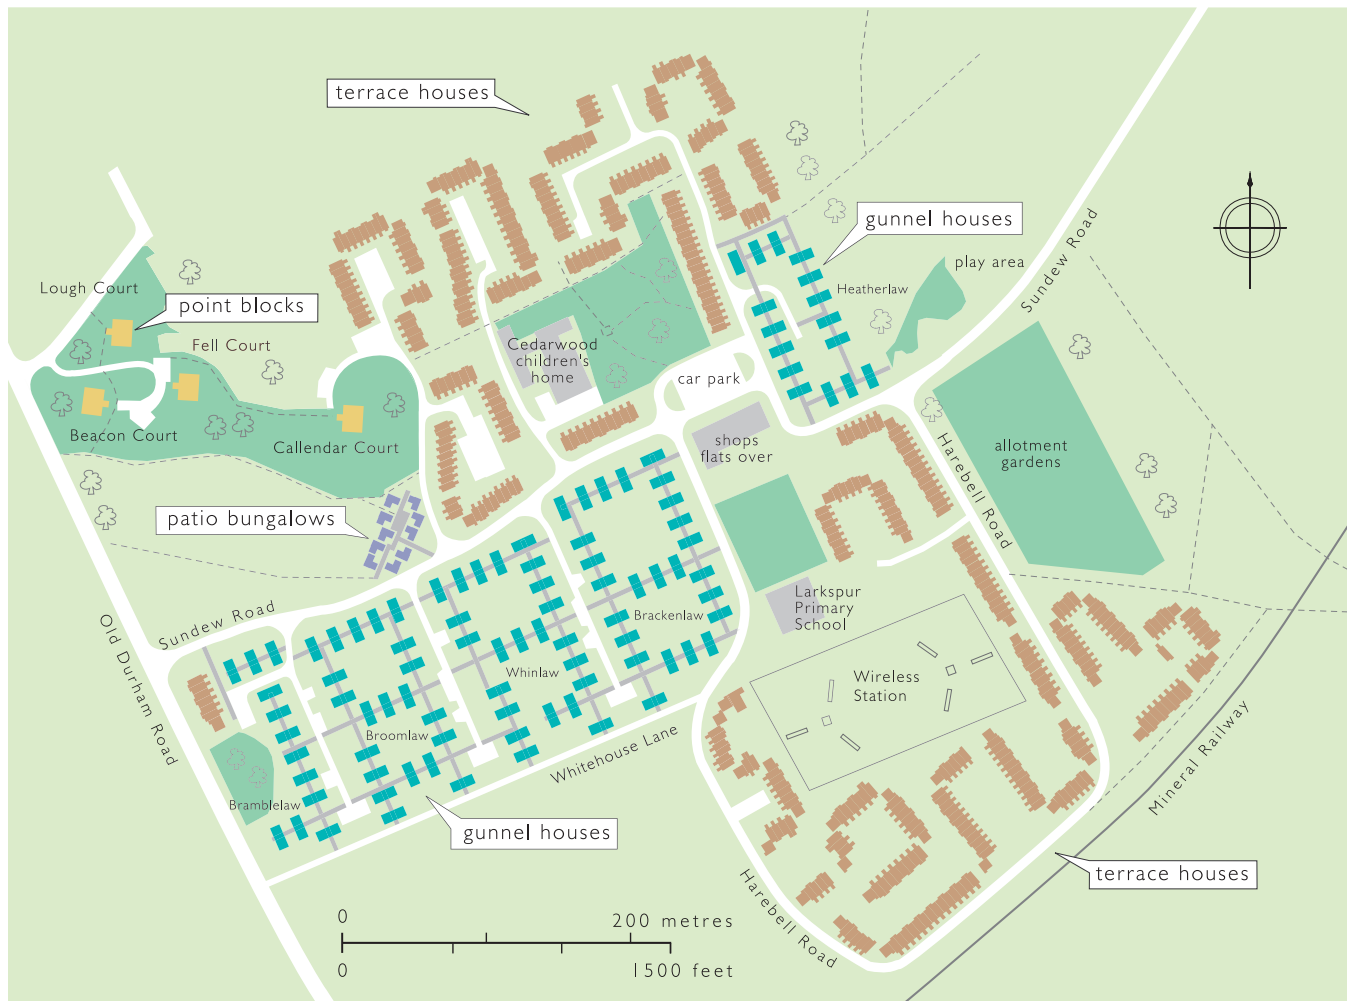 terrace houses
gunnel houses
Sundew Road
play area
Heatherlaw
Lough Court
point blocks
Fell Court
Cedarwood
children's
home
car park
Beacon Court
Callendar Court
shops
flats over
Harebell Road
allotment
gardens
patio bungalows
Larkspur
Primary
School
Sundew Road
Old Durham Road
Brackenlaw
Whinlaw
Wireless
Station
Broomlaw
Whitehouse Lane
Mineral Railway
Bramblelaw
gunnel houses
terrace houses
Harebell Road
0 200 metres
0 1500 feet